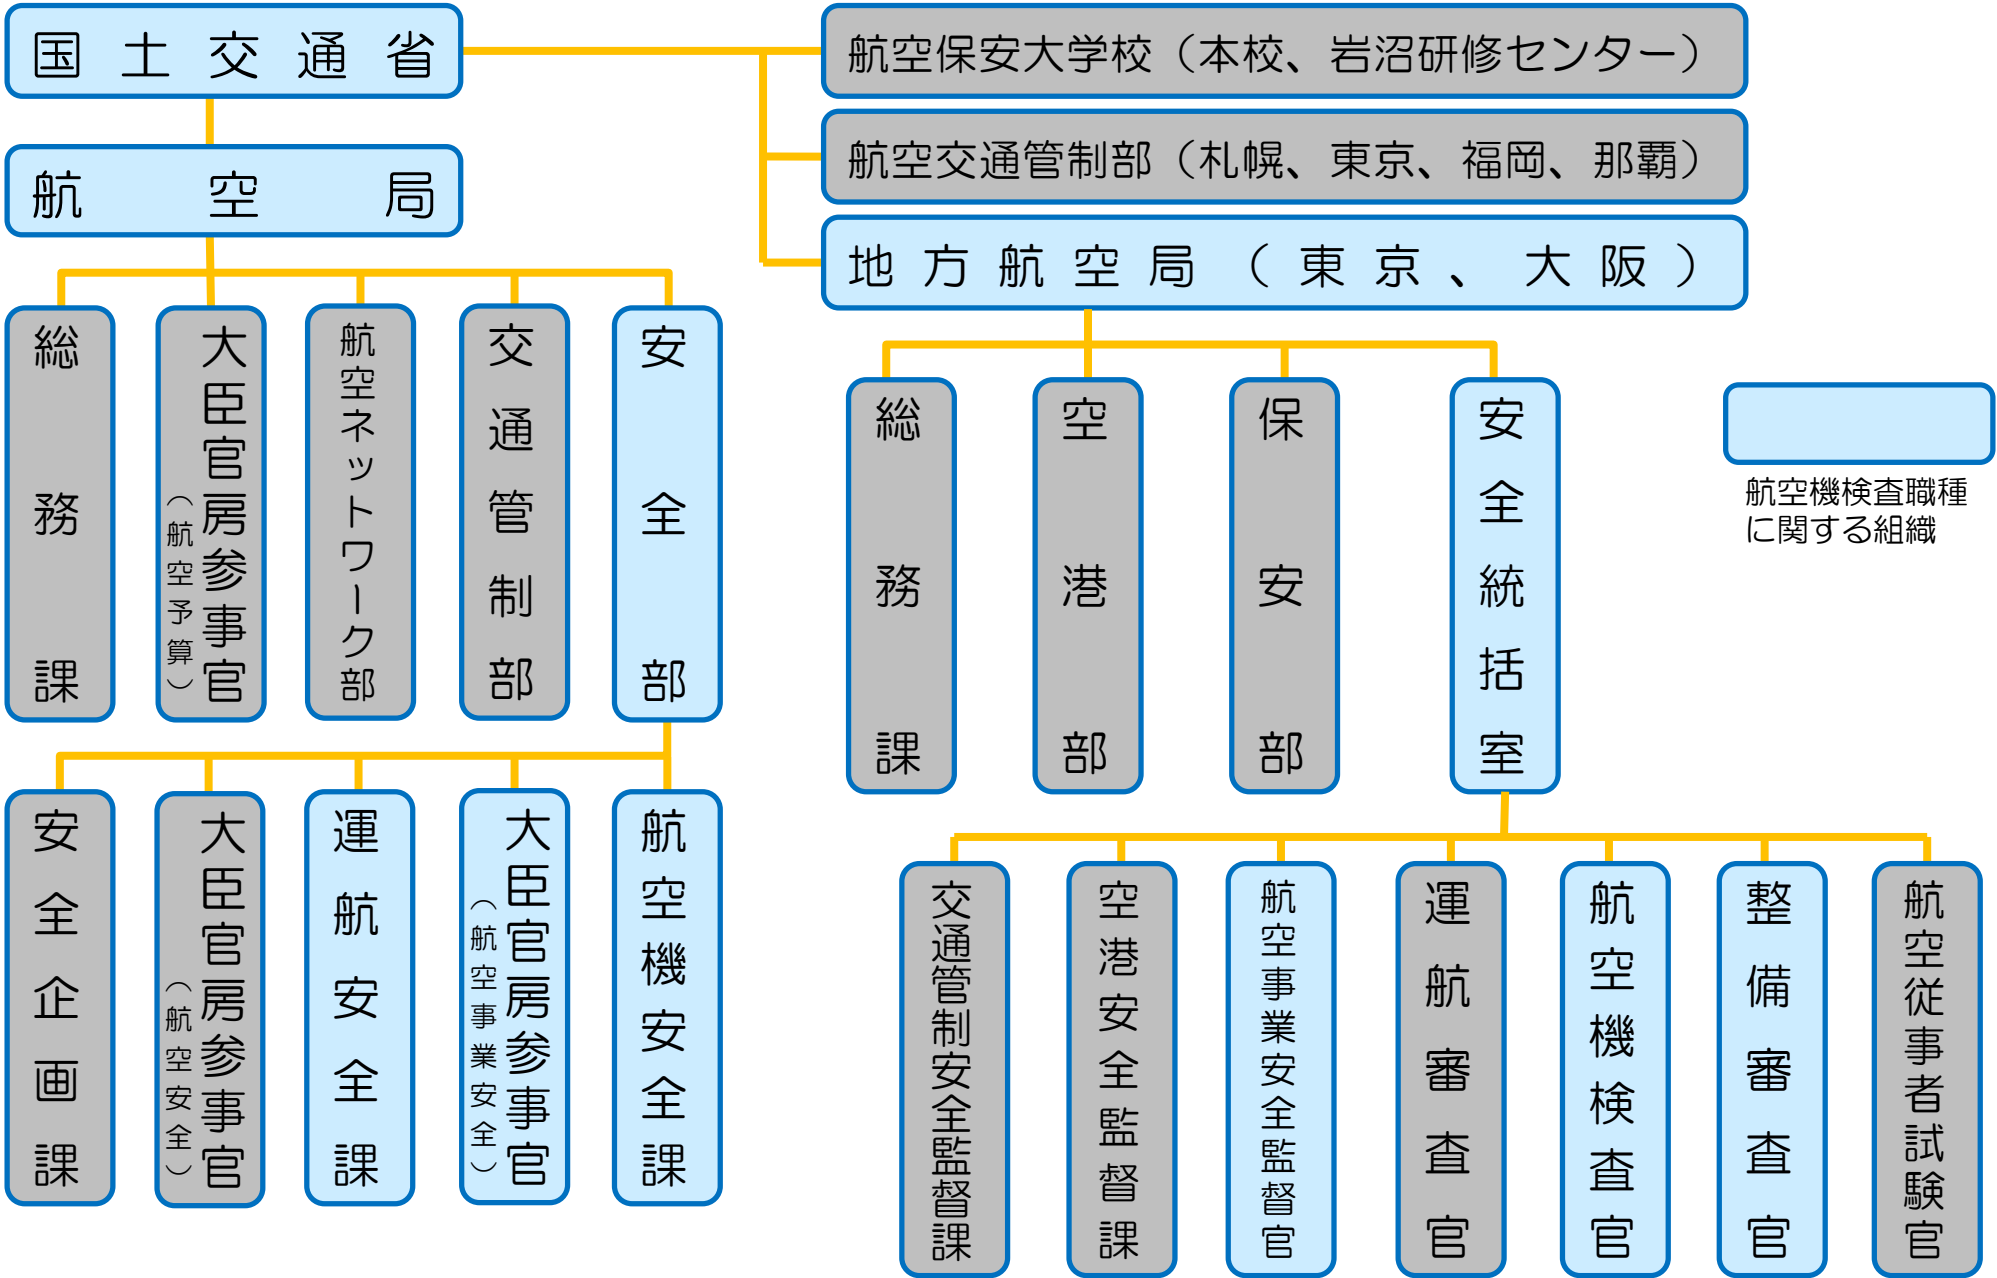 国土交通省
航空局
航空保安大学校（本校、岩沼研修センター）
航空交通管制部（札幌、東京、福岡、那覇）
地方航空局（東京、大阪）
総務課
大臣官房参事官
（航空予算）
航空ネットワーク部
交通管制部
安全部
安全企画課
大臣官房参事官
（航空安全）
運航安全課
大臣官房参事官
（航空事業安全）
航空機安全課
総務課
空港部
保安部
安全統括室
交通管制安全監督課
空港安全監督課
航空事業安全監督官
運航審査官
航空機検査官
整備審査官
航空従事者試験官
航空機検査職種
に関する組織